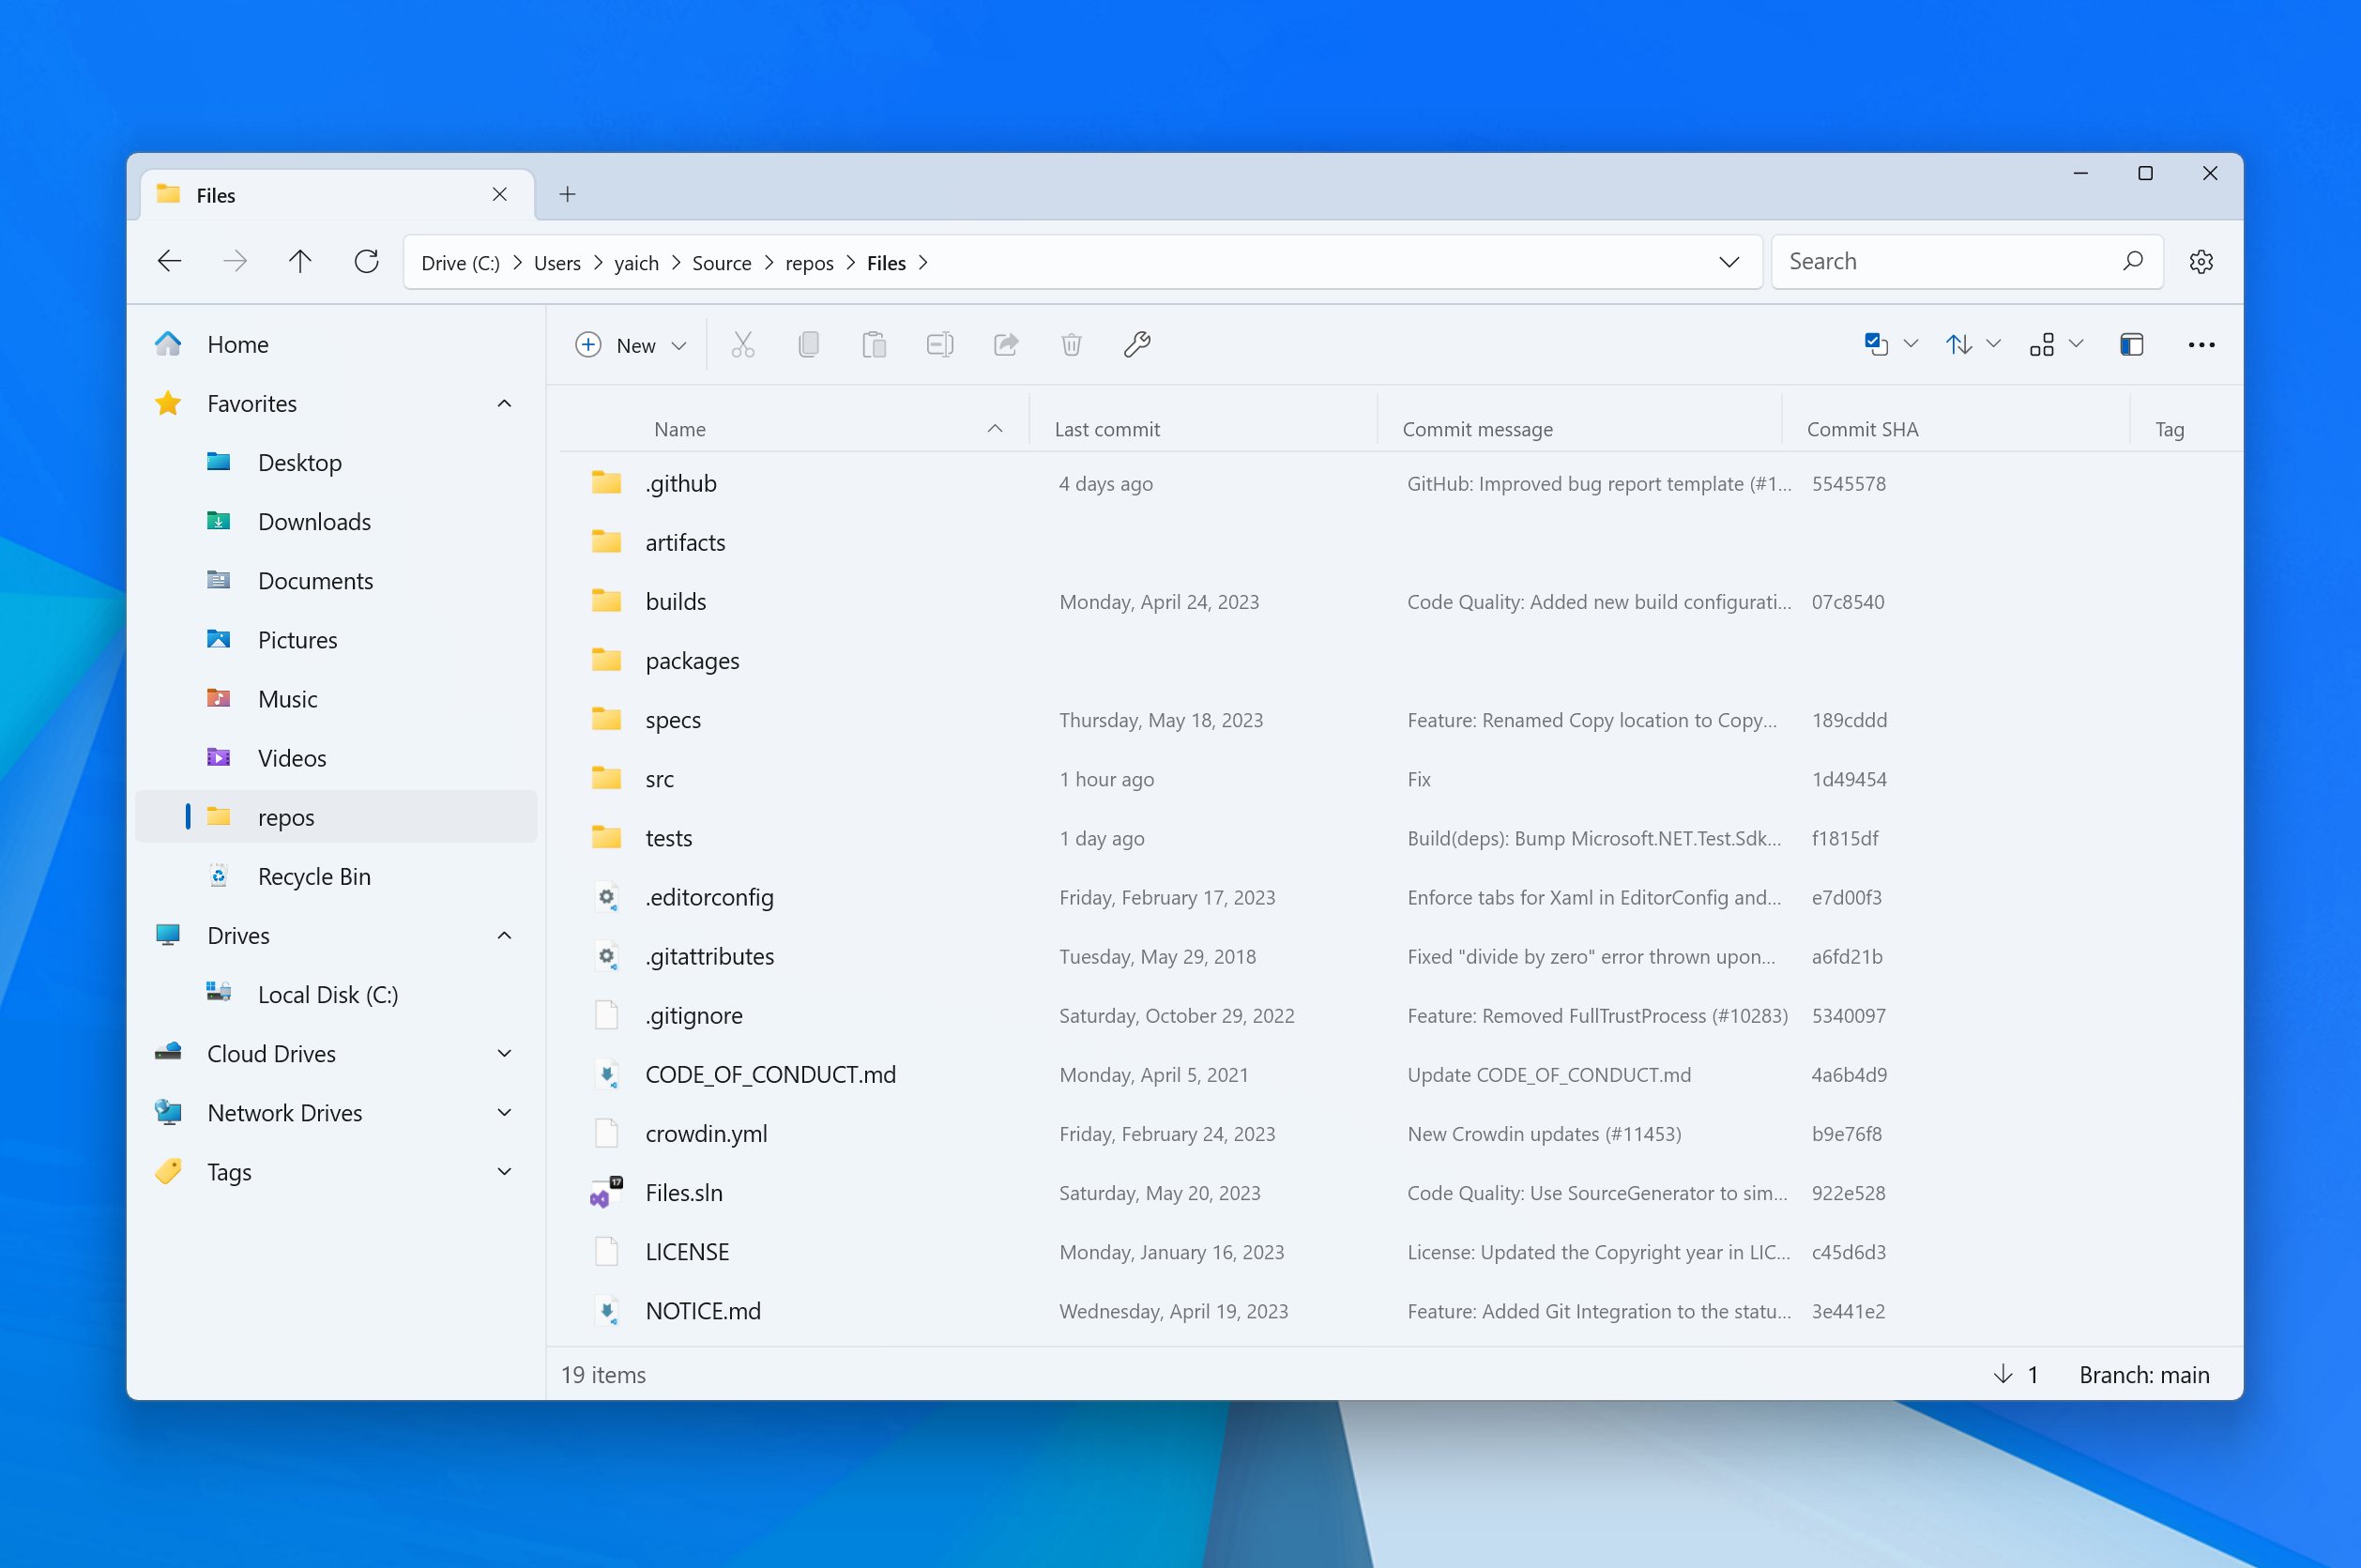 Files
Drive (C:) > Users > yaich > Source > repos > Files >
Search
Home
Favorites
Desktop
Downloads
Documents
Pictures
Music
Videos
repos
Recycle Bin
Drives
Local Disk (C:)
Cloud Drives
Network Drives
Tags
New
Name Last commit Commit message Commit SHA Tag
.github 4 days ago GitHub: Improved bug report template (#1... 5545578
artifacts
builds Monday, April 24, 2023 Code Quality: Added new build configurati... 07c8540
packages
specs Thursday, May 18, 2023 Feature: Renamed Copy location to Copy... 189cddd
src 1 hour ago Fix 1d49454
tests 1 day ago Build(deps): Bump Microsoft.NET.Test.Sdk... f1815df
.editorconfig Friday, February 17, 2023 Enforce tabs for Xaml in EditorConfig and... e7d00f3
.gitattributes Tuesday, May 29, 2018 Fixed "divide by zero" error thrown upon... a6fd21b
.gitignore Saturday, October 29, 2022 Feature: Removed FullTrustProcess (#10283) 5340097
CODE_OF_CONDUCT.md Monday, April 5, 2021 Update CODE_OF_CONDUCT.md 4a6b4d9
crowdin.yml Friday, February 24, 2023 New Crowdin updates (#11453) b9e76f8
17
Files.sln Saturday, May 20, 2023 Code Quality: Use SourceGenerator to sim... 922e528
LICENSE Monday, January 16, 2023 License: Updated the Copyright year in LIC... c45d6d3
NOTICE.md Wednesday, April 19, 2023 Feature: Added Git Integration to the statu... 3e441e2
19 items
1
Branch: main